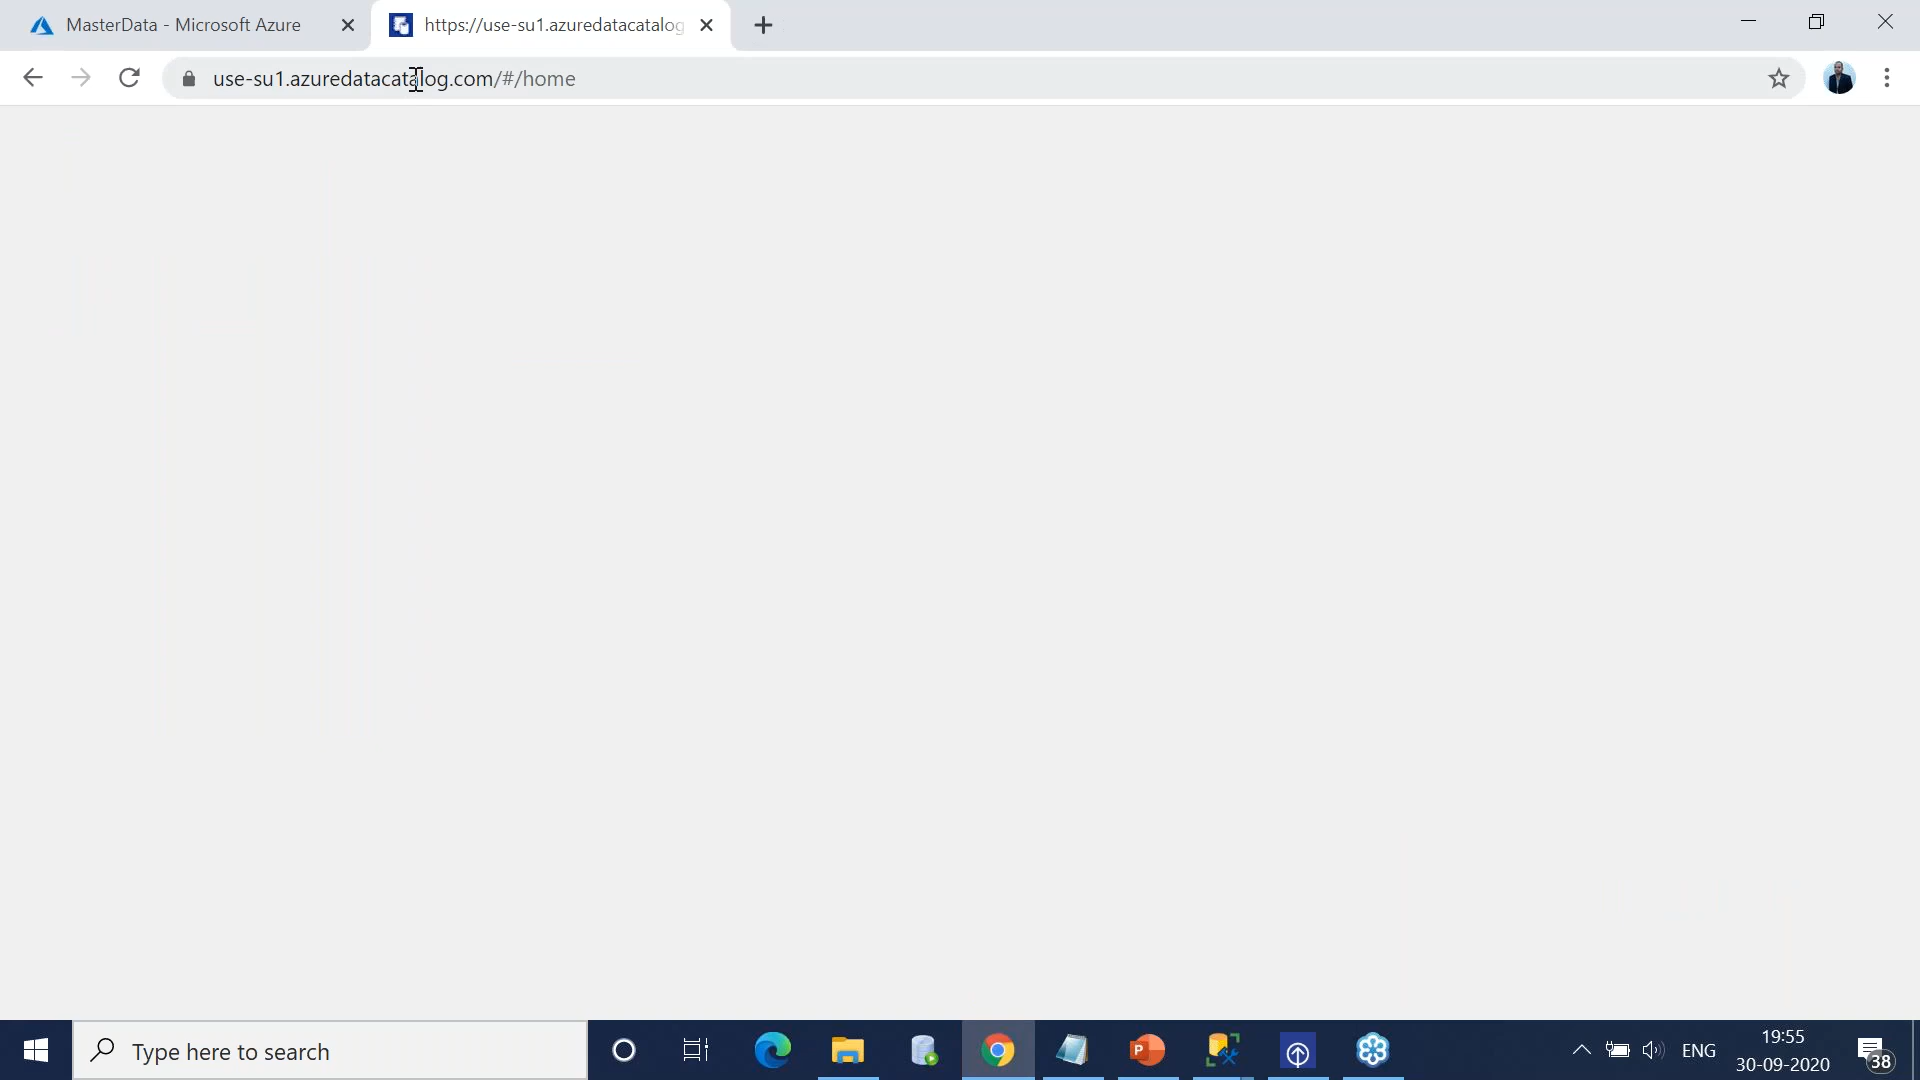 MasterData - Microsoft Azure
https://use-su1.azuredatacatalog
use-su1.azuredatacatalog.com/#/home
Type here to search
ENG
19:55
30-09-2020
38